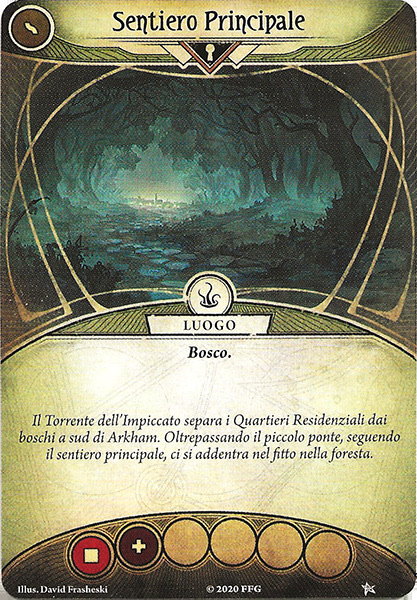 Sentiero Principale
LUOGO
Bosco.
Il Torrente dell'Impiccato separa i Quartieri Residenziali dai
boschi a sud di Arkham. Oltrepassando il piccolo ponte, seguendo
il sentiero principale, ci si addentra nel fitto nella foresta.
Illus. David Frasheski
© 2020 FFG